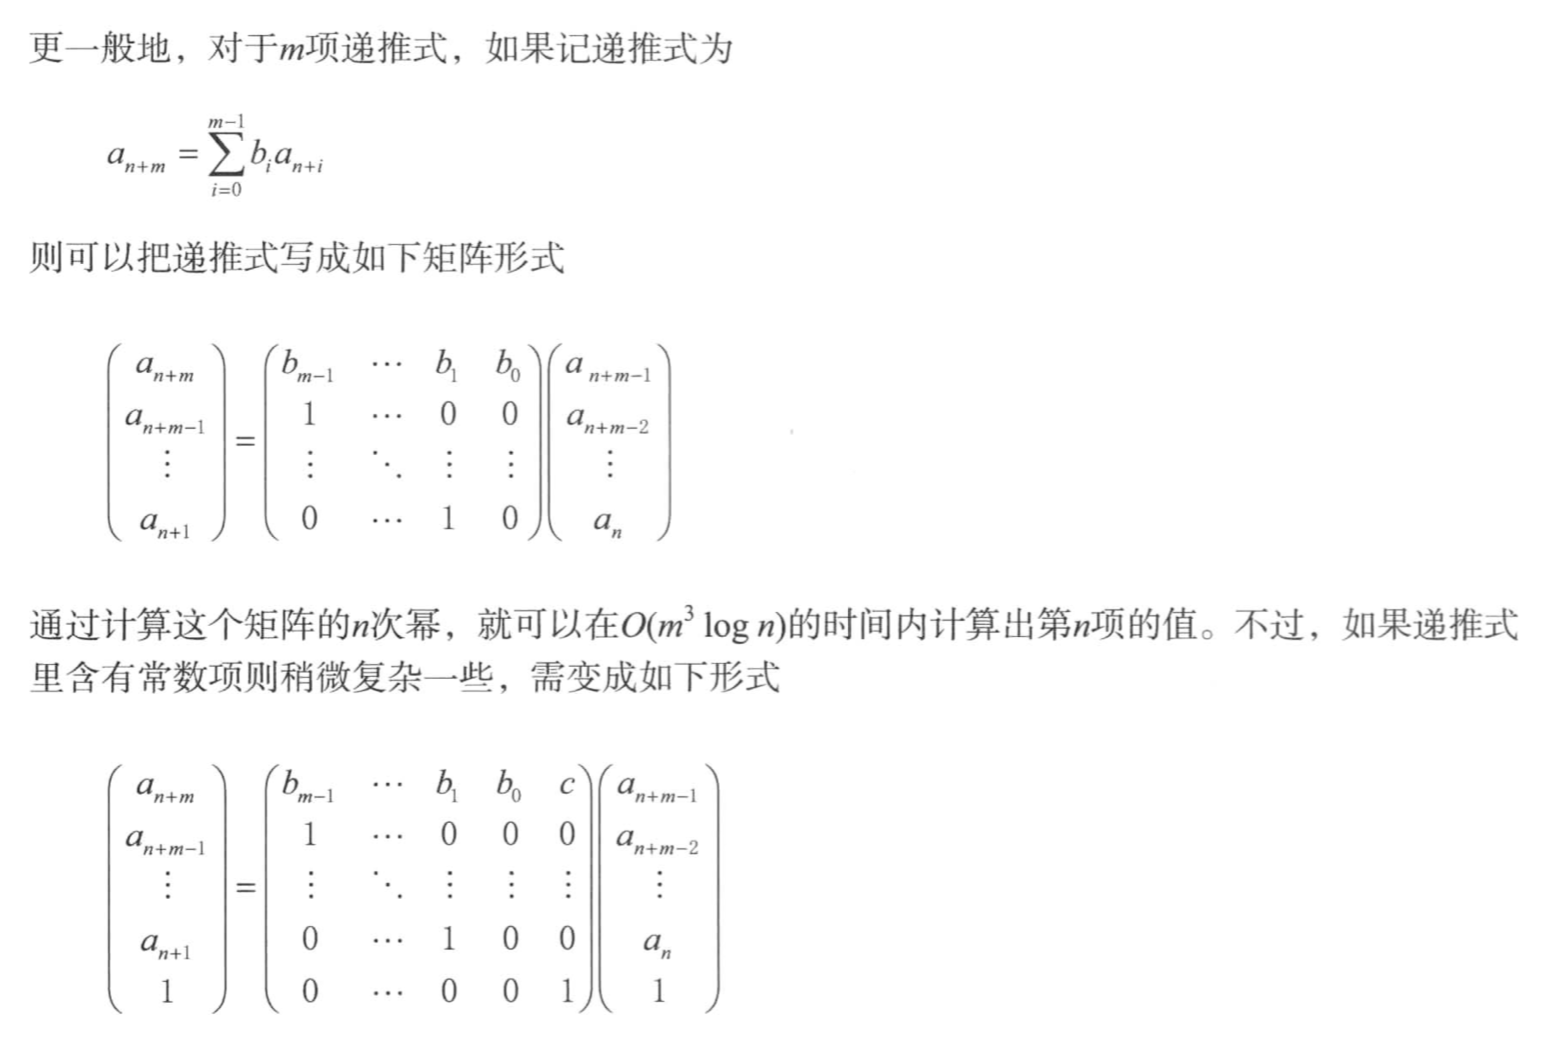 更一般地，对于m项递推式，如果记递推式为
a_{n+m} = \sum_{i=0}^{m-1} b_i a_{n+i}
则可以把递推式写成如下矩阵形式
\begin{pmatrix} a_{n+m} \\ a_{n+m-1} \\ \vdots \\ a_{n+1} \end{pmatrix} = \begin{pmatrix} b_{m-1} & \cdots & b_1 & b_0 \\ 1 & \cdots & 0 & 0 \\ \vdots & \ddots & \vdots & \vdots \\ 0 & \cdots & 1 & 0 \end{pmatrix} \begin{pmatrix} a_{n+m-1} \\ a_{n+m-2} \\ \vdots \\ a_n \end{pmatrix}
通过计算这个矩阵的n次幂，就可以在O(m^3 log n)的时间内计算出第n项的值。不过，如果递推式
里含有常数项则稍微复杂一些，需变成如下形式
\begin{pmatrix} a_{n+m} \\ a_{n+m-1} \\ \vdots \\ a_{n+1} \\ 1 \end{pmatrix} = \begin{pmatrix} b_{m-1} & \cdots & b_1 & b_0 & c \\ 1 & \cdots & 0 & 0 & 0 \\ \vdots & \ddots & \vdots & \vdots & \vdots \\ 0 & \cdots & 1 & 0 & 0 \\ 0 & \cdots & 0 & 0 & 1 \end{pmatrix} \begin{pmatrix} a_{n+m-1} \\ a_{n+m-2} \\ \vdots \\ a_n \\ 1 \end{pmatrix}